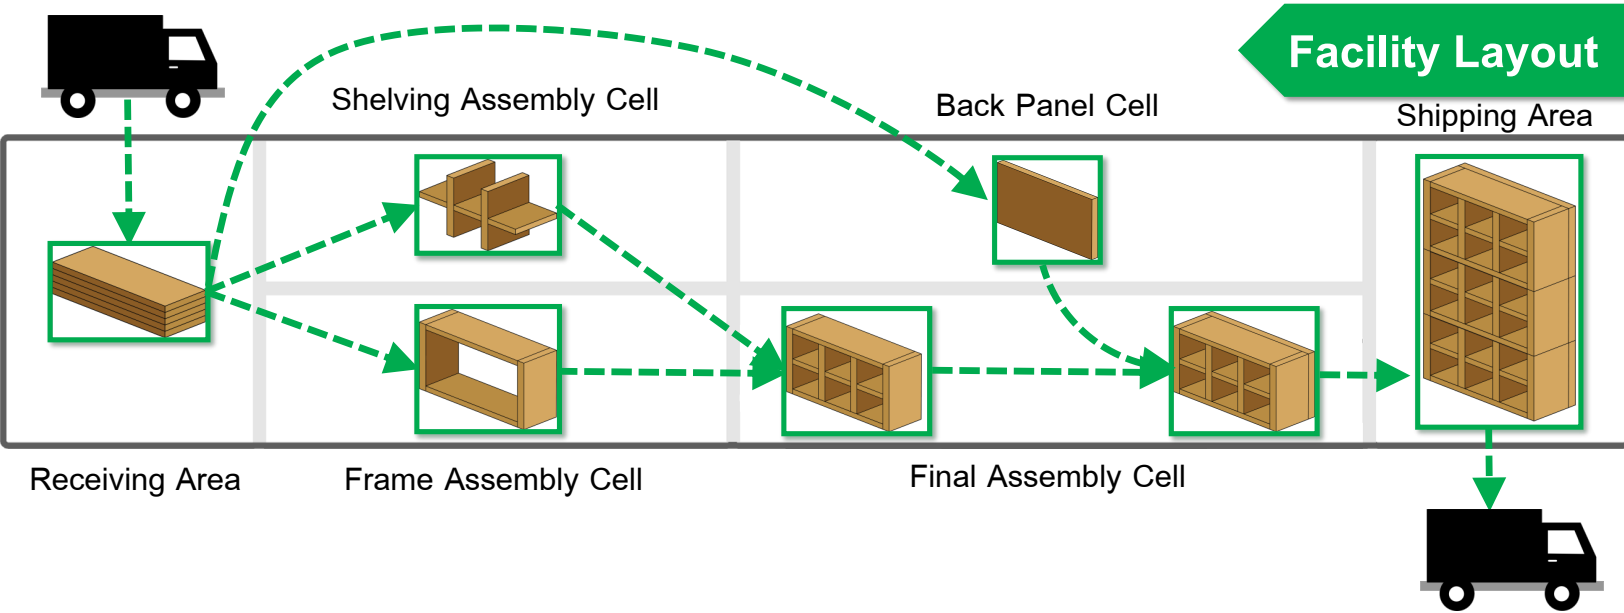 Facility Layout
Shelving Assembly Cell
Back Panel Cell
Shipping Area
Receiving Area
Frame Assembly Cell
Final Assembly Cell